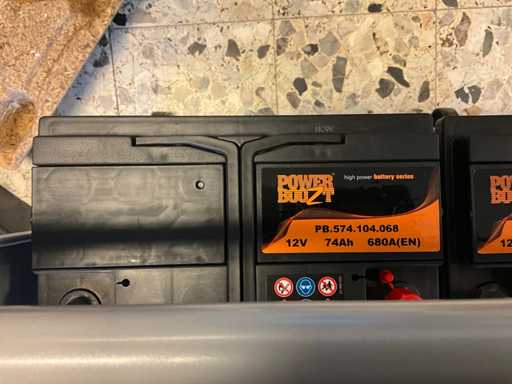 high power battery series
POWER
BOOZT
PB.574.104.068
12V 74Ah 680A(EN)